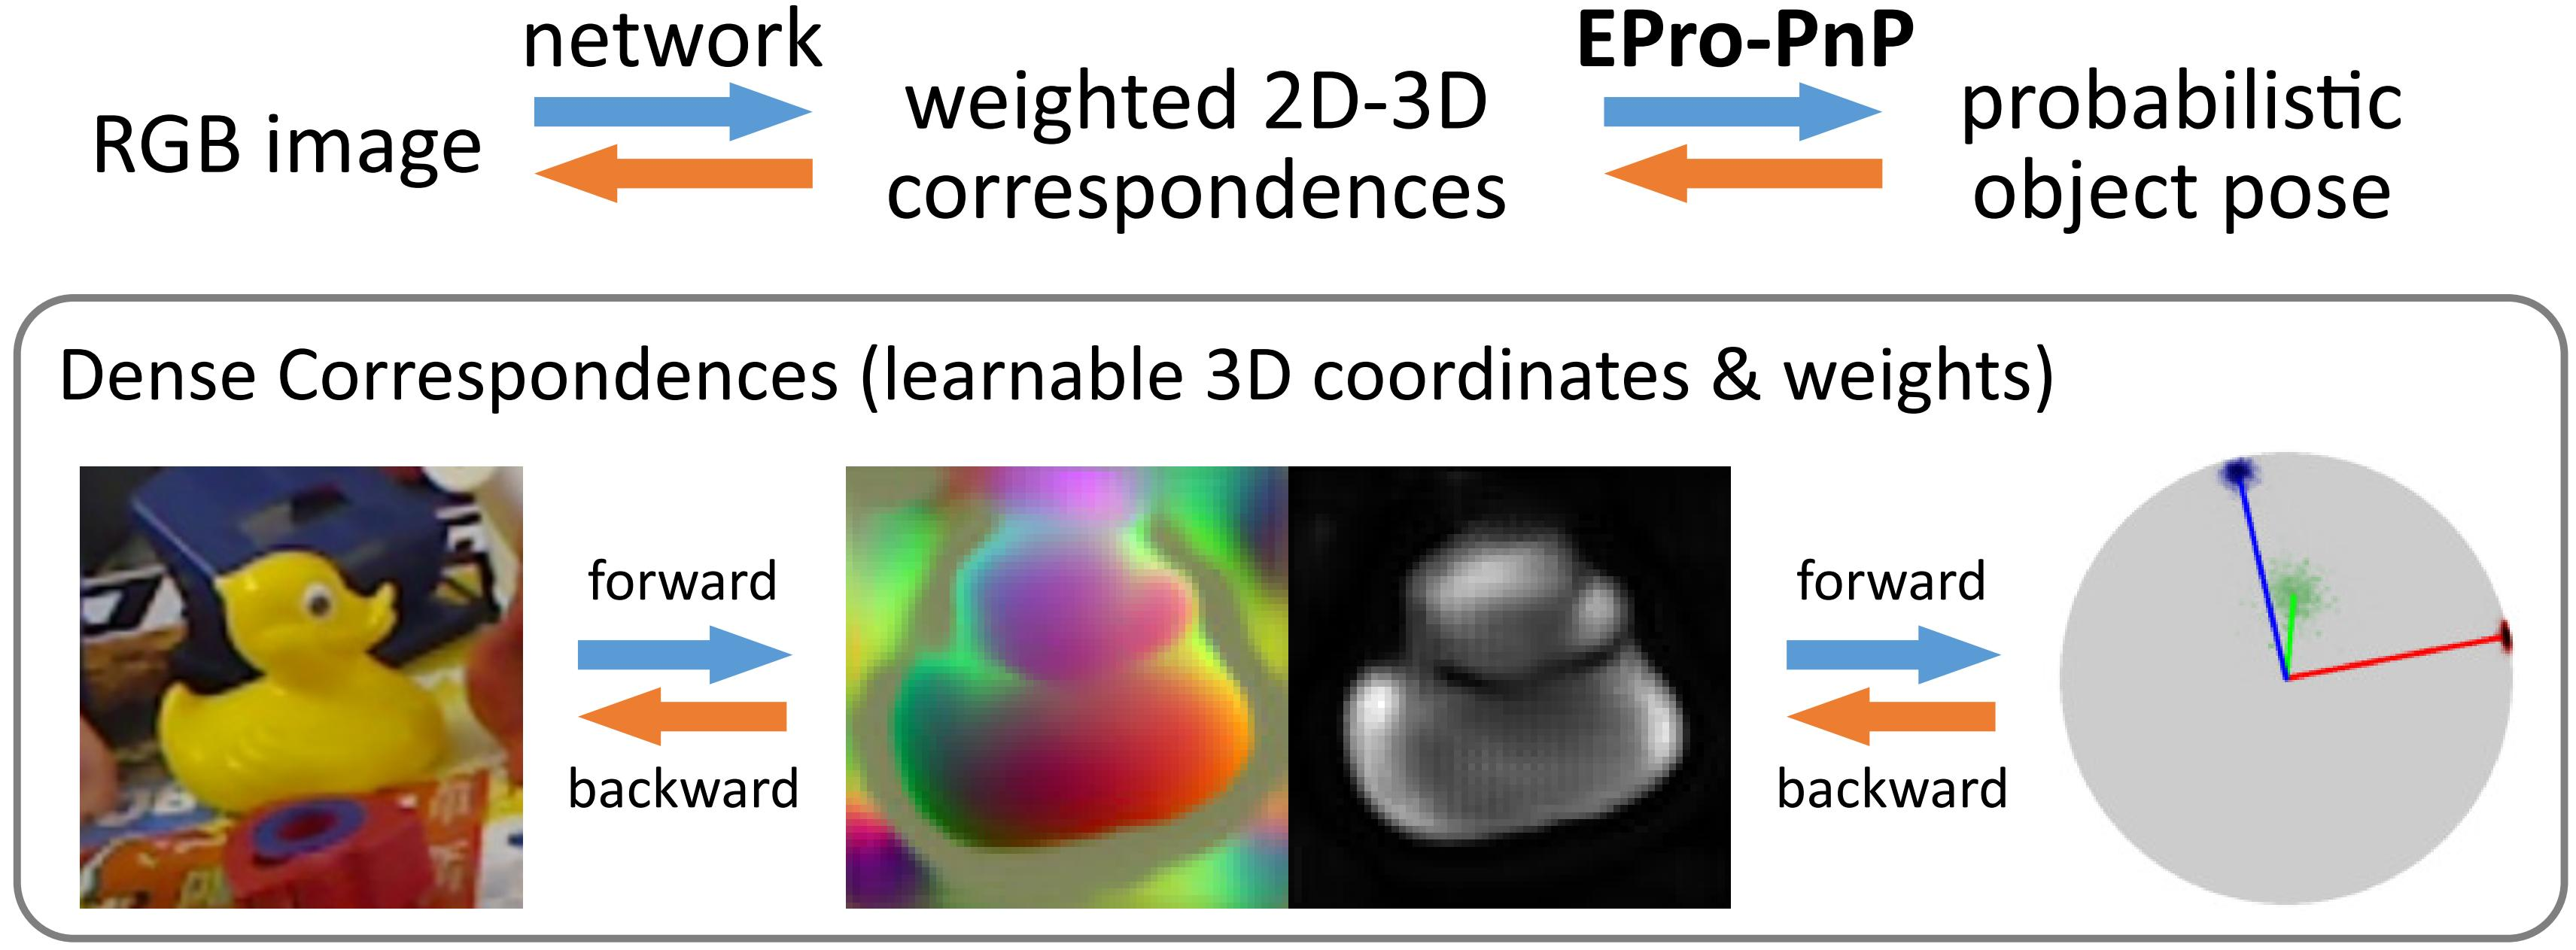 network
EPro-PnP
RGB image
weighted 2D-3D
correspondences
probabilistic
object pose
Dense Correspondences (learnable 3D coordinates & weights)
forward
backward
forward
backward